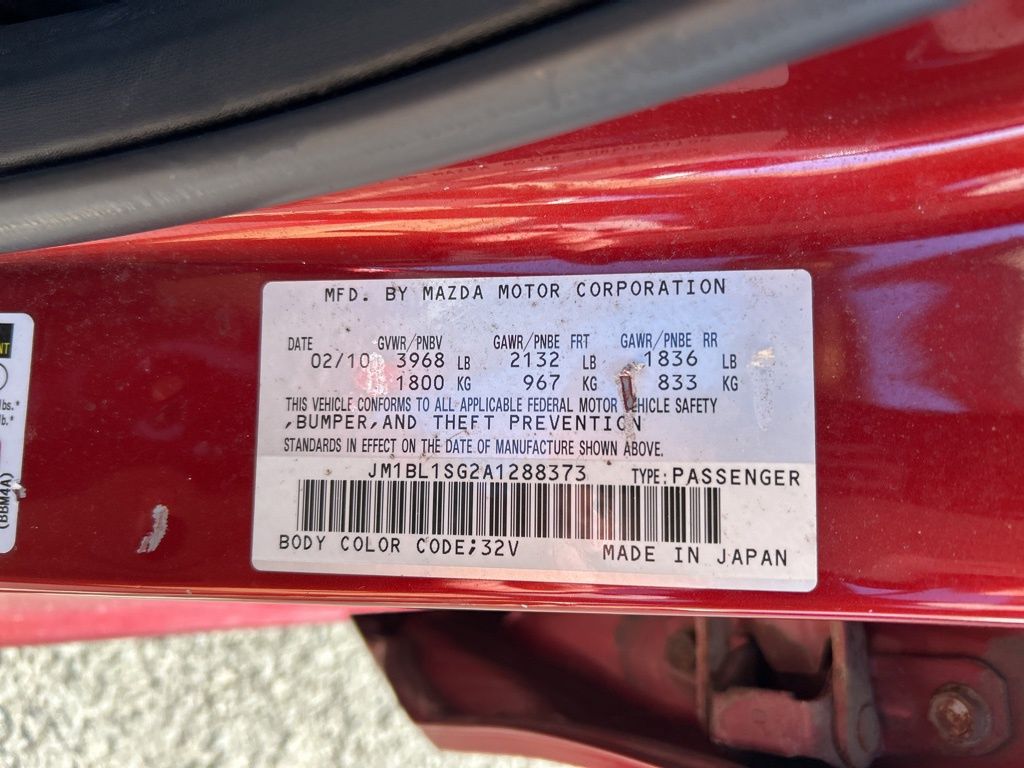 MFD. BY MAZDA MOTOR CORPORATION
DATE GVWR/PNBV GAWR/PNBE FRT GAWR/PNBE RR
02/10 3968 LB 2132 LB 1836 LB
1800 KG 967 KG 833 KG
THIS VEHICLE CONFORMS TO ALL APPLICABLE FEDERAL MOTOR VEHICLE SAFETY
,BUMPER,AND THEFT PREVENTION
STANDARDS IN EFFECT ON THE DATE OF MANUFACTURE SHOWN ABOVE.
JM1BL1SG2A1288373 TYPE:PASSENGER
BODY COLOR CODE;32V MADE IN JAPAN
lbs.*
lb.*
(BBM4A)